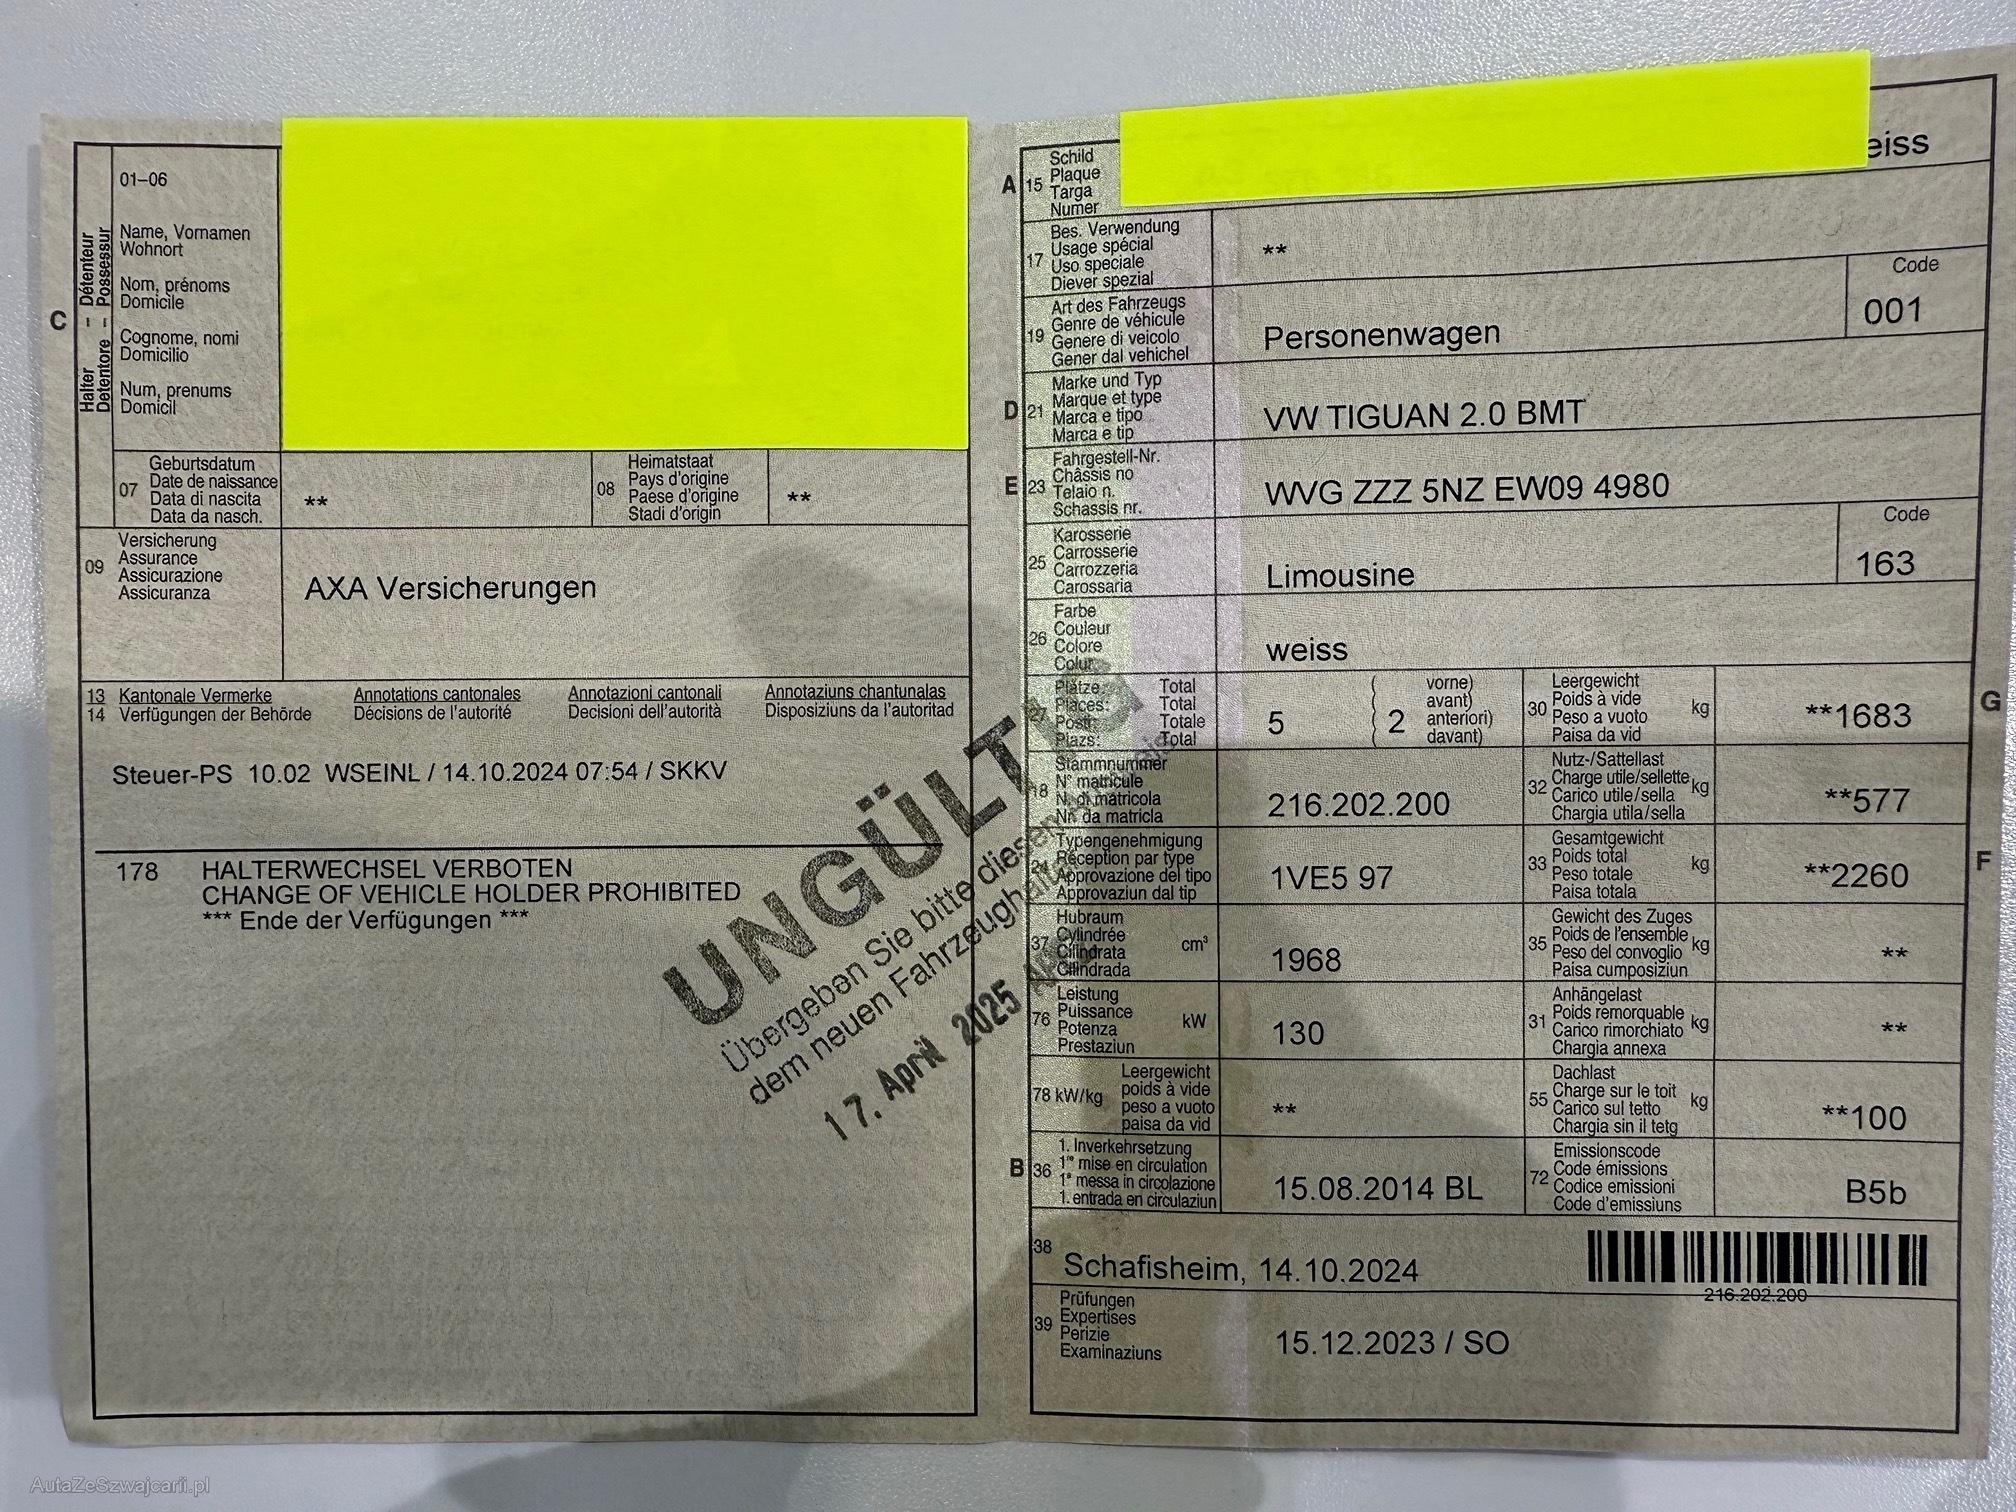 C
Halter – Détenteur
Detentore – Possessur
01–06
Name, Vornamen
Wohnort
Nom, prénoms
Domicile
Cognome, nomi
Domicilio
Num, prenums
Domicil
07
Geburtsdatum
Date de naissance
Data di nascita
Data da nasch.
**
08
Heimatstaat
Pays d'origine
Paese d'origine
Stadi d'origin
**
09
Versicherung
Assurance
Assicurazione
Assicuranza
AXA Versicherungen
13 Kantonale Vermerke Annotations cantonales Annotazioni cantonali Annotaziuns chantunalas
14 Verfügungen der Behörde Décisions de l'autorité Decisioni dell'autorità Disposiziuns da l'autoritad
Steuer-PS 10.02 WSEINL / 14.10.2024 07:54 / SKKV
178 HALTERWECHSEL VERBOTEN
CHANGE OF VEHICLE HOLDER PROHIBITED
*** Ende der Verfügungen ***
Übergeben Sie bitte diesen
dem neuen Fahrzeughalter
17. April 2025
A
15
Schild
Plaque
Targa
Numer
eiss
17
Bes. Verwendung
Usage spécial
Uso speciale
Diever spezial
**
19
Art des Fahrzeugs
Genre de véhicule
Genere di veicolo
Gener dal vehichel
Personenwagen
Code
001
D
21
Marke und Typ
Marque et type
Marca e tipo
Marca e tip
VW TIGUAN 2.0 BMT
E
23
Fahrgestell-Nr.
Châssis no
Telaio n.
Schassis nr.
WVG ZZZ 5NZ EW09 4980
25
Karosserie
Carrosserie
Carrozzeria
Carossaria
Limousine
Code
163
26
Farbe
Couleur
Colore
Colur
weiss
27
Plätze: Total
Places: Total
Posti: Totale
Plazs: Total
5
( vorne)
avant)
2 anteriori)
( davant)
30
Leergewicht
Poids à vide
Peso a vuoto
Paisa da vid
kg
**1683
G
18
Stammnummer
N° matricule
N. di matricola
Nr. da matricla
216.202.200
32
Nutz-/Sattellast
Charge utile/sellette
Carico utile/sella
Chargia utila/sella
kg
**577
24
Typengenehmigung
Réception par type
Approvazione del tipo
Approvaziun dal tip
1VE5 97
33
Gesamtgewicht
Poids total
Peso totale
Paisa totala
kg
**2260
F
37
Hubraum
Cylindrée
Cilindrata
Cilindrada
cm³
1968
35
Gewicht des Zuges
Poids de l'ensemble
Peso del convoglio
Paisa cumposiziun
kg
**
76
Leistung
Puissance
Potenza
Prestaziun
kW
130
31
Anhängelast
Poids remorquable
Carico rimorchiato
Chargia annexa
kg
**
78 kW/kg
Leergewicht
poids à vide
peso a vuoto
paisa da vid
**
55
Dachlast
Charge sur le toit
Carico sul tetto
Chargia sin il tetg
kg
**100
B
36
1. Inverkehrsetzung
1re mise en circulation
1a messa in circolazione
1. entrada en circulaziun
15.08.2014 BL
72
Emissionscode
Code émissions
Codice emissioni
Code d'emissiuns
B5b
38
Schafisheim, 14.10.2024
216.202.200
39
Prüfungen
Expertises
Perizie
Examinaziuns
15.12.2023 / SO
AutaZeSzwajcarii.pl